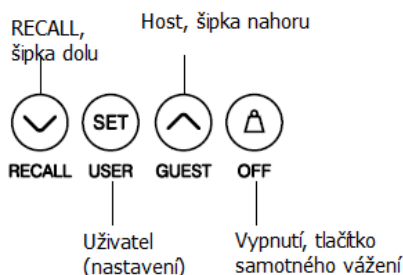 RECALL,
šipka dolu
Host, šipka nahoru
SET
RECALL USER GUEST OFF
Uživatel
(nastavení)
Vypnutí, tlačítko
samotného vážení